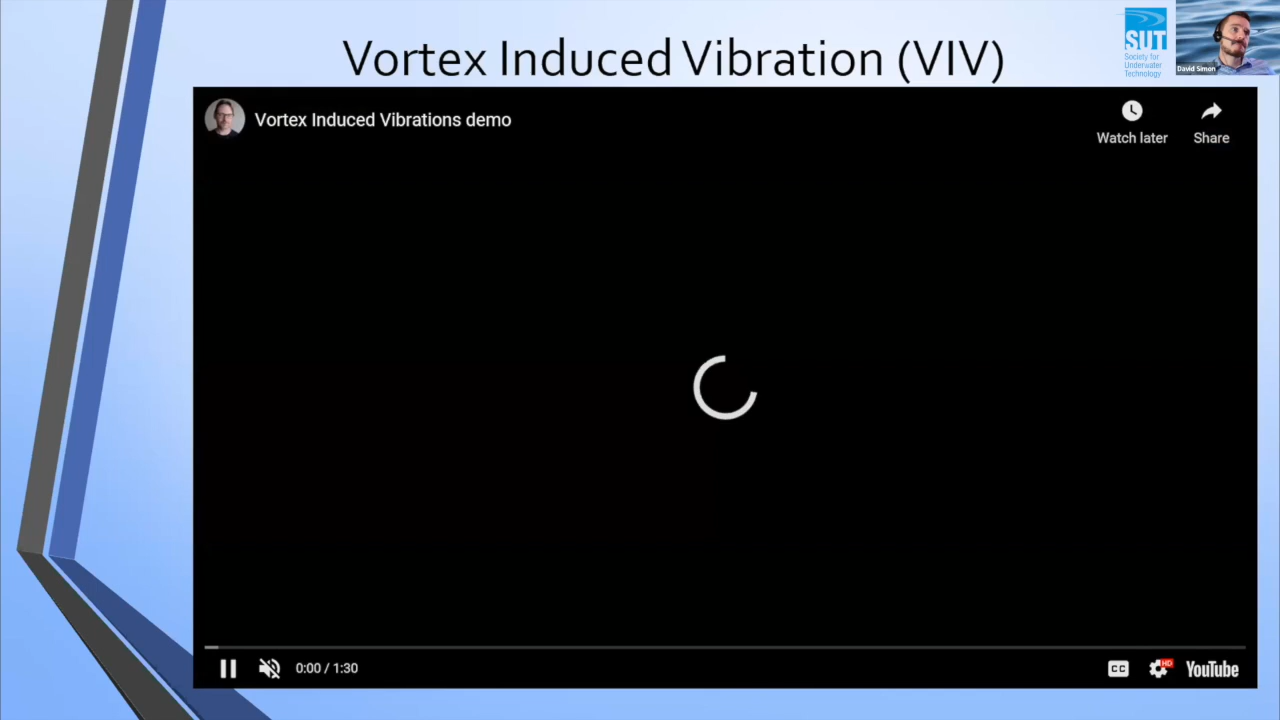 Vortex Induced Vibration (VIV)
SUT
Society for
Underwater
Technology
David Simon
Vortex Induced Vibrations demo
Watch later
Share
0:00 / 1:30
CC
HD
YouTube